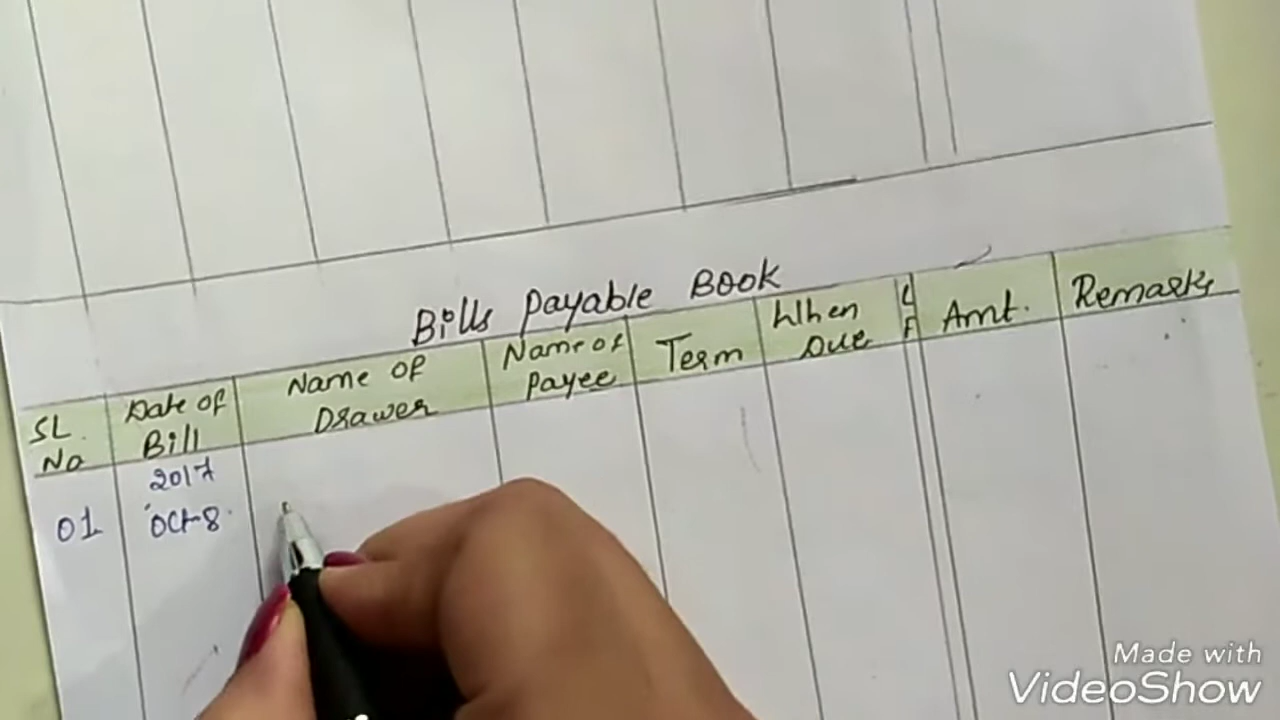 Bills Payable Book
SL No
Date of Bill
Name of Drawer
Name of Payee
Term
When Due
LF
Amt.
Remarks
2017
01 Oct-8
Made with
VideoShow